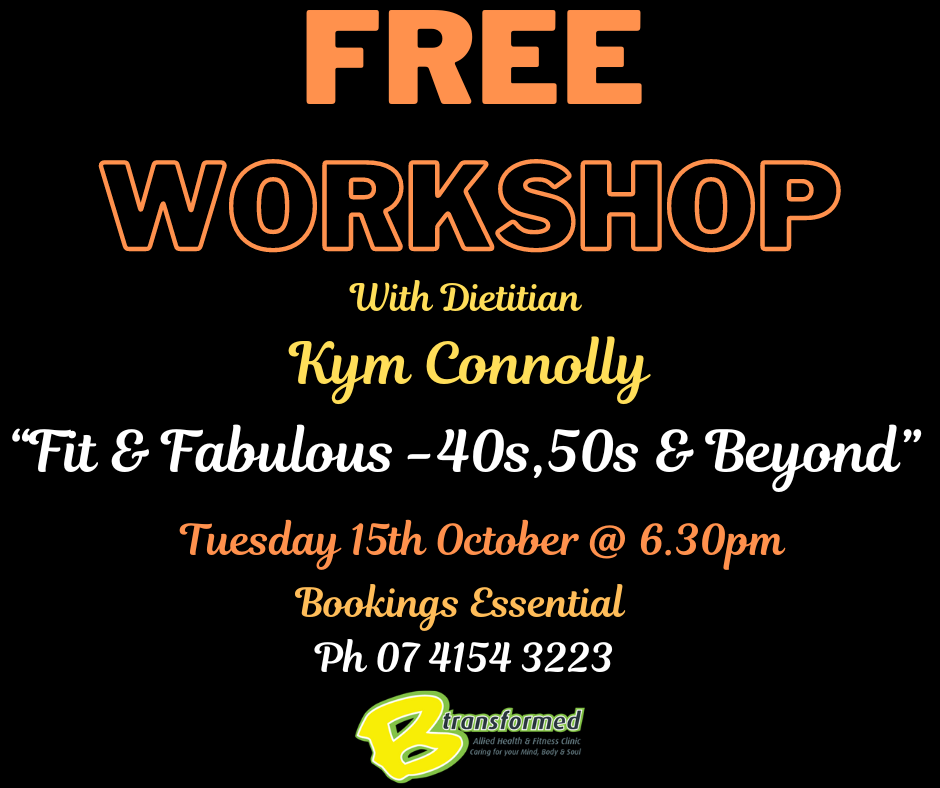 FREE
WORKSHOP
With Dietitian
Kym Connolly
“Fit & Fabulous -40s,50s & Beyond”
Tuesday 15th October @ 6.30pm
Bookings Essential
Ph 07 4154 3223
B transformed
Allied Health & Fitness Clinic
Caring for your Mind, Body & Soul